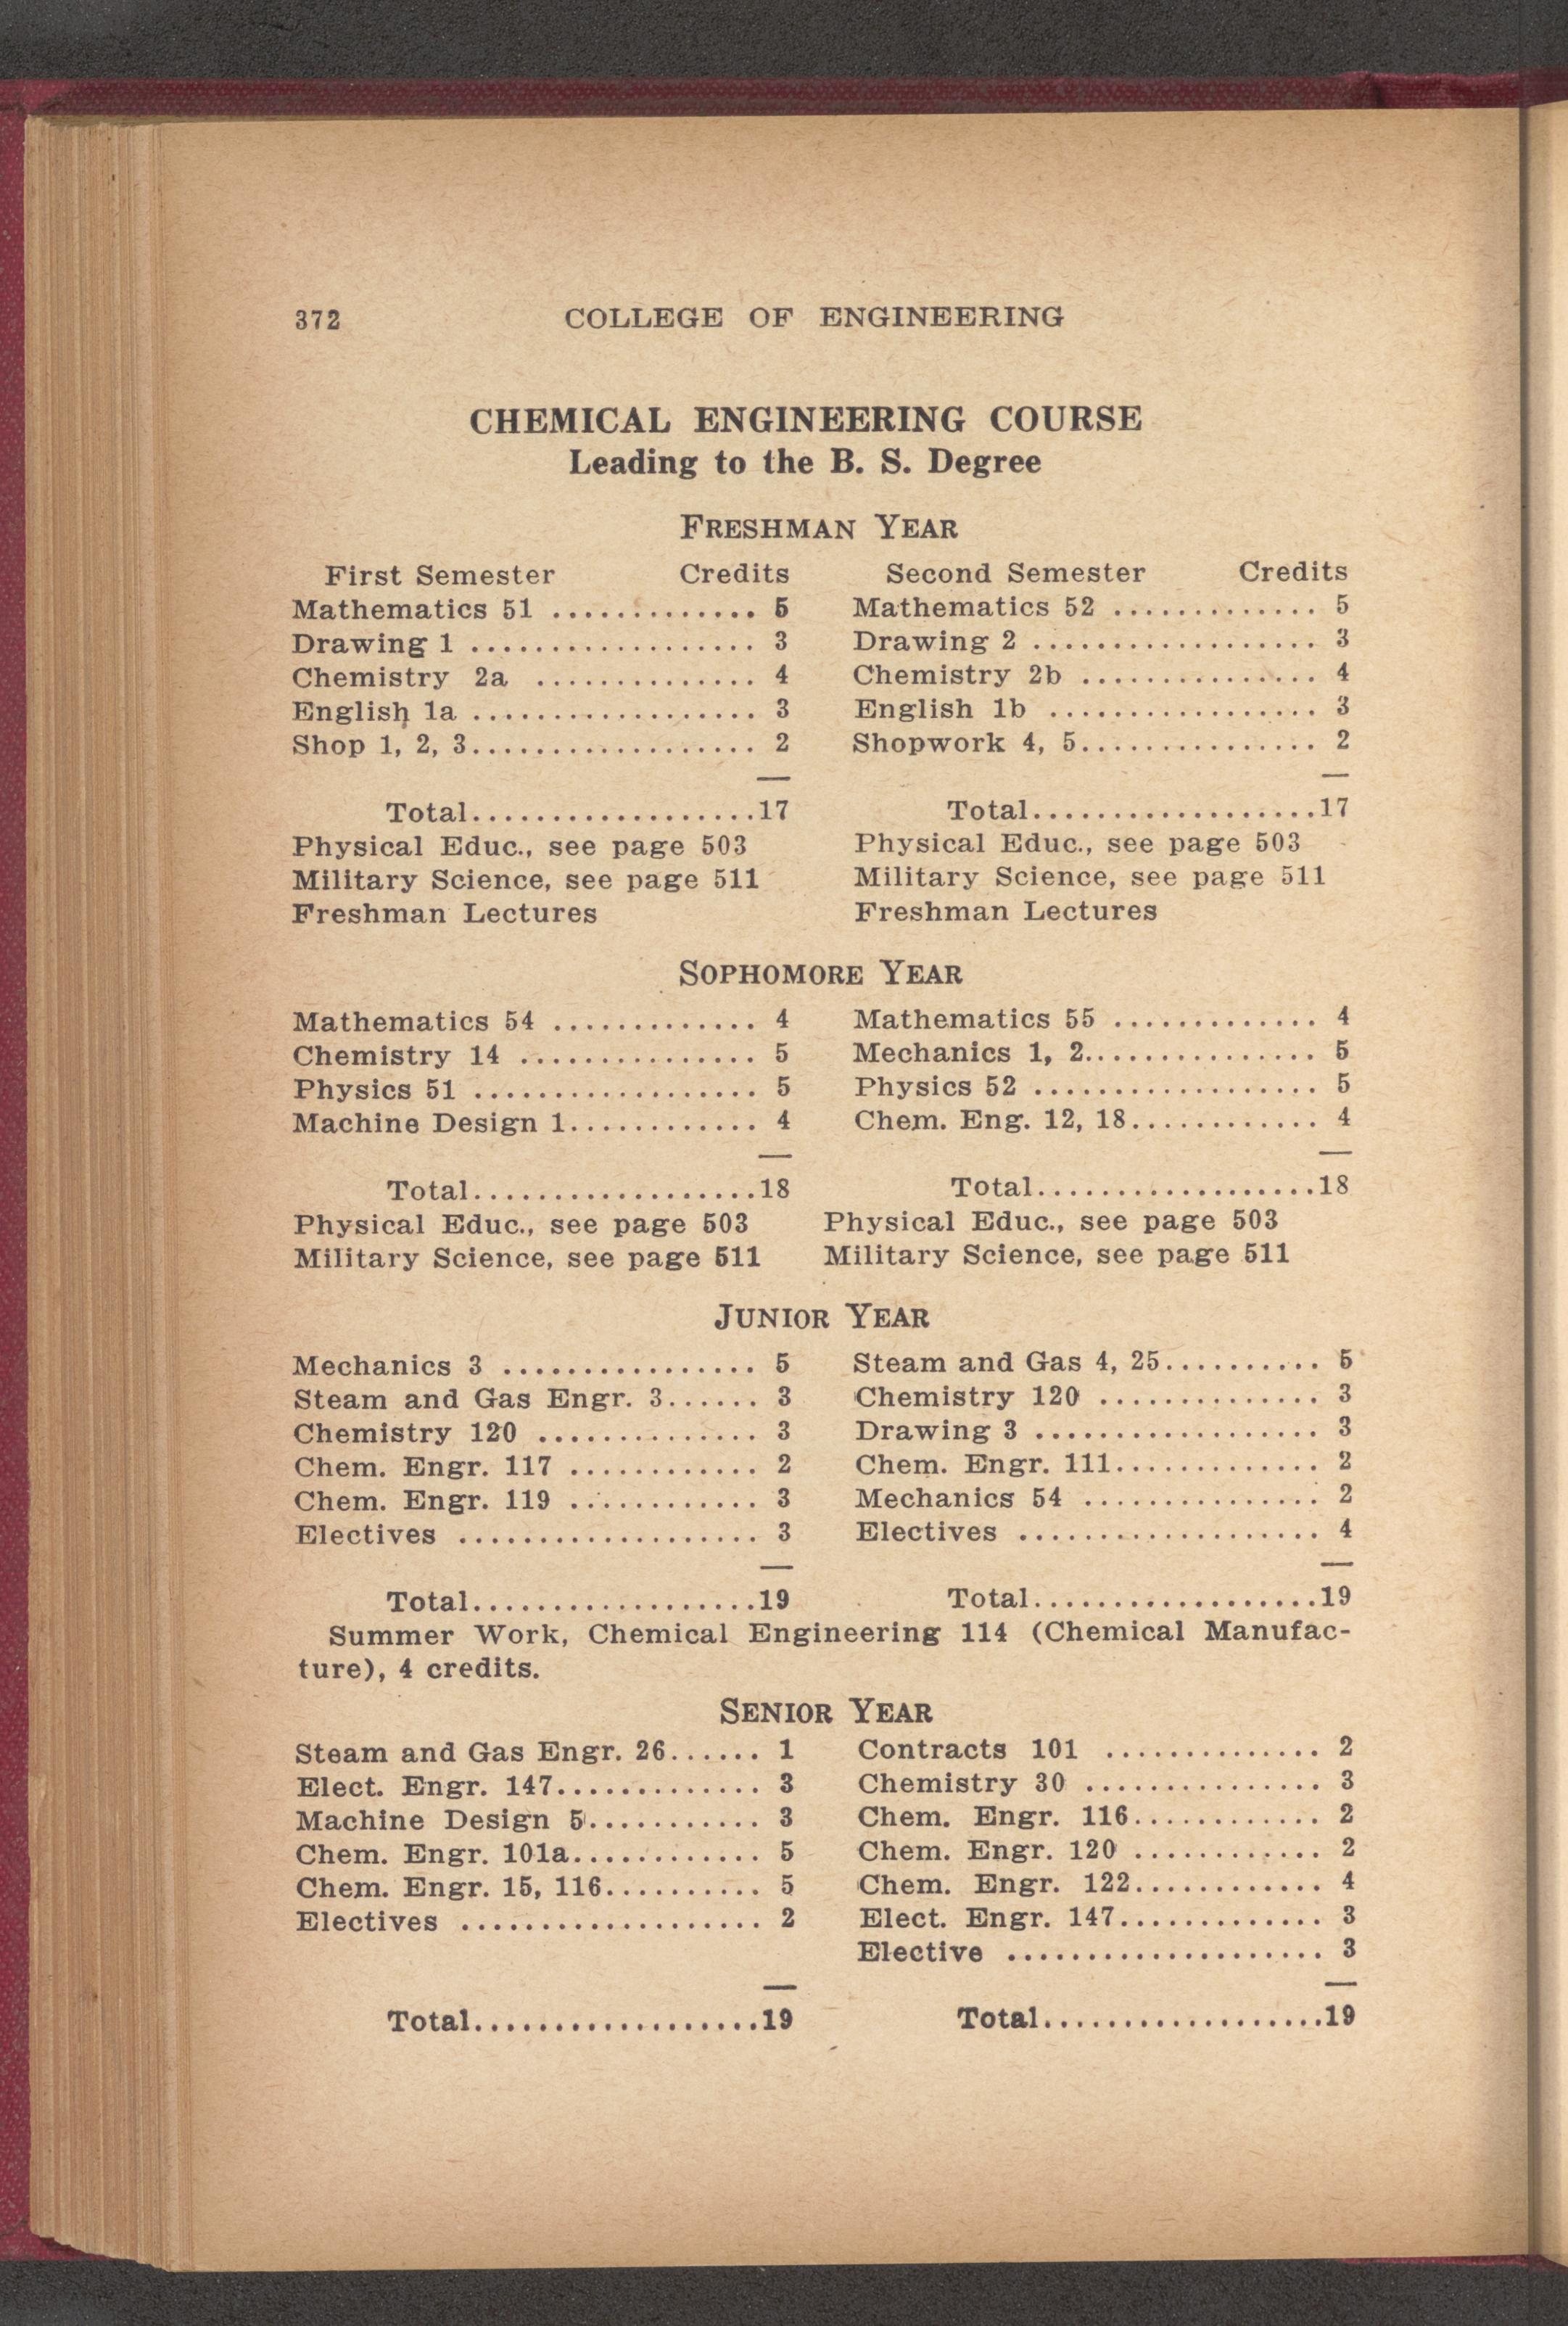 372 COLLEGE OF ENGINEERING
CHEMICAL ENGINEERING COURSE
Leading to the B. S. Degree
FRESHMAN YEAR
First Semester Credits Second Semester Credits
Mathematics 51 ............. 5 Mathematics 52 ............. 5
Drawing 1 .................. 3 Drawing 2 .................. 3
Chemistry 2a .............. 4 Chemistry 2b ............... 4
English 1a .................. 3 English 1b ................. 3
Shop 1, 2, 3.................. 2 Shopwork 4, 5............... 2
Total..................17 Total..................17
Physical Educ., see page 503 Physical Educ., see page 503
Military Science, see page 511 Military Science, see page 511
Freshman Lectures Freshman Lectures
SOPHOMORE YEAR
Mathematics 54 ............. 4 Mathematics 55 ............. 4
Chemistry 14 ............... 5 Mechanics 1, 2............... 5
Physics 51 .................. 5 Physics 52 .................. 5
Machine Design 1............ 4 Chem. Eng. 12, 18............ 4
Total..................18 Total..................18
Physical Educ., see page 503 Physical Educ., see page 503
Military Science, see page 511 Military Science, see page 511
JUNIOR YEAR
Mechanics 3 ................ 5 Steam and Gas 4, 25.......... 5
Steam and Gas Engr. 3...... 3 Chemistry 120 .............. 3
Chemistry 120 .............. 3 Drawing 3 .................. 3
Chem. Engr. 117 ............ 2 Chem. Engr. 111............. 2
Chem. Engr. 119 ............ 3 Mechanics 54 ............... 2
Electives ................... 3 Electives ................... 4
Total..................19 Total..................19
Summer Work, Chemical Engineering 114 (Chemical Manufac-
ture), 4 credits.
SENIOR YEAR
Steam and Gas Engr. 26...... 1 Contracts 101 .............. 2
Elect. Engr. 147............. 3 Chemistry 30 ............... 3
Machine Design 5........... 3 Chem. Engr. 116............ 2
Chem. Engr. 101a............ 5 Chem. Engr. 120 ............ 2
Chem. Engr. 15, 116.......... 5 Chem. Engr. 122............ 4
Electives ................... 2 Elect. Engr. 147............. 3
Elective .................... 3
Total..................19 Total..................19